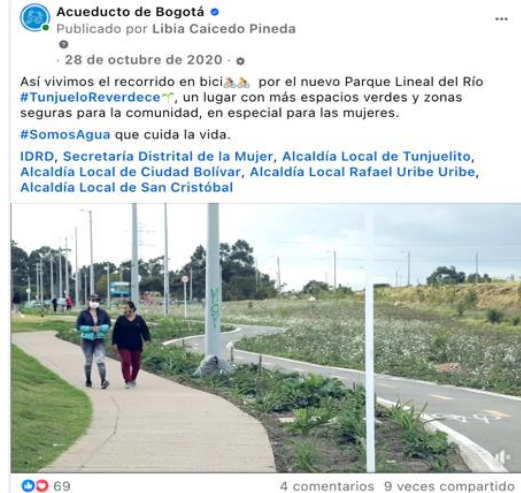 Acueducto de Bogotá
Publicado por Libia Caicedo Pineda
· 28 de octubre de 2020 ·
Así vivimos el recorrido en bici🚴🚴 por el nuevo Parque Lineal del Río
#TunjueloReverdece🌱, un lugar con más espacios verdes y zonas
seguras para la comunidad, en especial para las mujeres.
#SomosAgua que cuida la vida.
IDRD, Secretaría Distrital de la Mujer, Alcaldía Local de Tunjuelito,
Alcaldía Local de Ciudad Bolívar, Alcaldía Local Rafael Uribe Uribe,
Alcaldía Local de San Cristóbal
69
4 comentarios 9 veces compartido